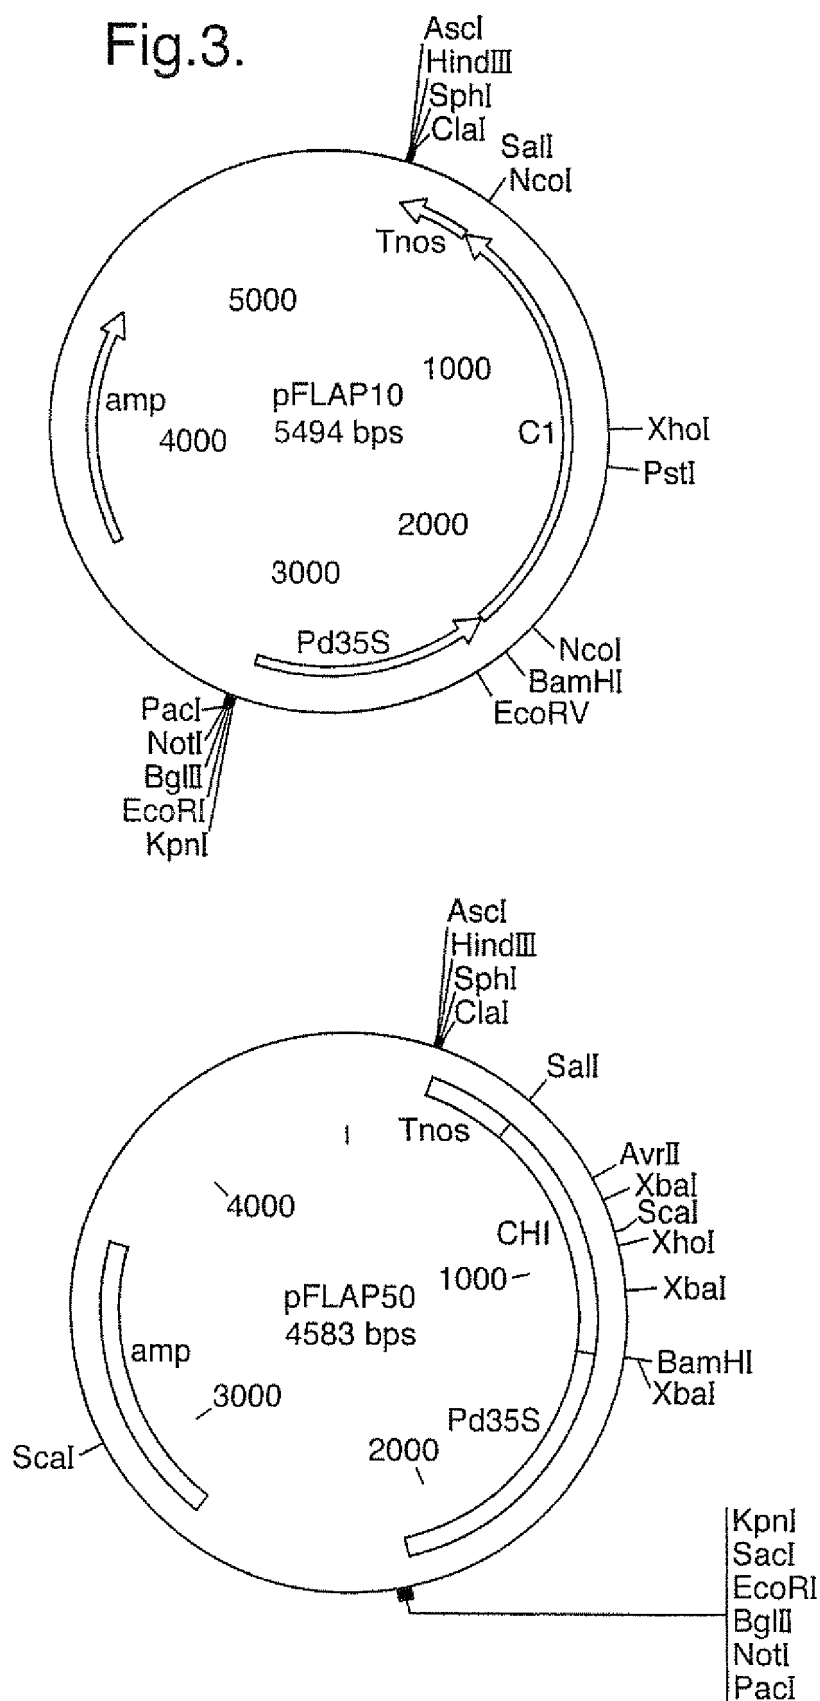 Fig.3.
AscI
HindIII
SphI
ClaI
SalI
NcoI
Tnos
5000
1000
amp
pFLAP10
5494 bps
4000
C1
XhoI
PstI
2000
3000
Pd35S
NcoI
BamHI
EcoRV
PacI
NotI
BglII
EcoRI
KpnI
AscI
HindIII
SphI
ClaI
SalI
Tnos
AvrII
XbaI
ScaI
XhoI
4000
CHI
1000
XbaI
pFLAP50
4583 bps
amp
BamHI
XbaI
3000
Pd35S
2000
ScaI
KpnI
SacI
EcoRI
BglII
NotI
PacI